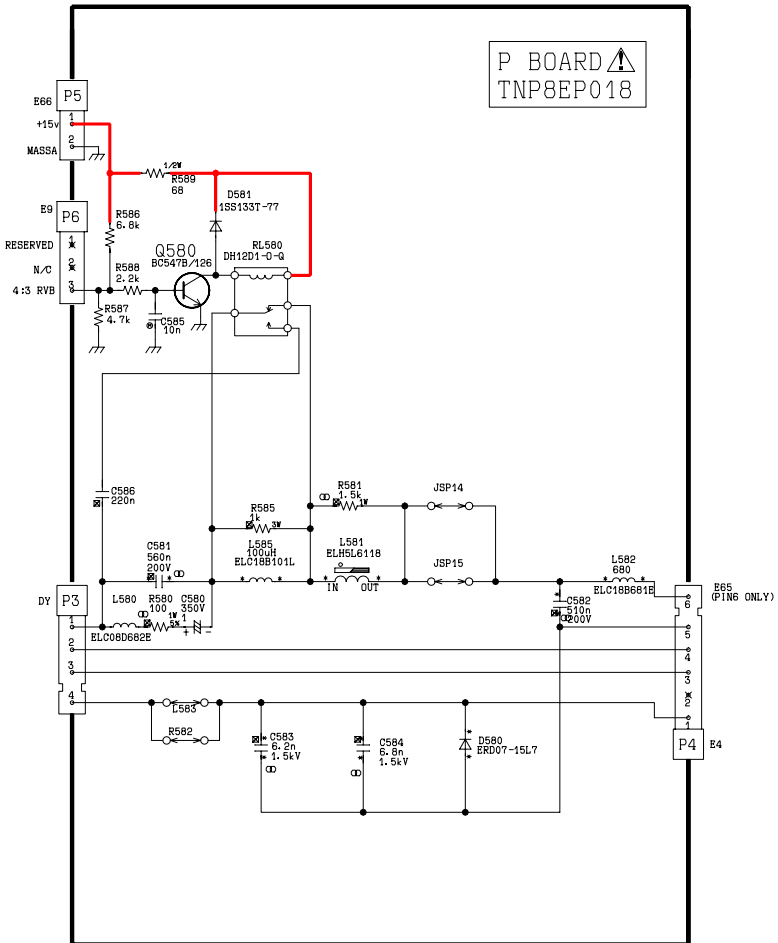 P BOARD
TNP8EP018
P5
E66
1
+15v
2
MASSA
1/2W
R589
68
D581
1SS133T-77
E9
P6
R586
6.8k
RESERVED
1
N/C
2
4:3 RVB
3
Q580
BC547B/126
RL580
DH12D1-0-Q
R588
2.2k
R587
4.7k
C585
10n
C586
220n
R581
1.5k
1W
JSP14
R585
1k
3W
C581
560n
200V
L585
100uH
ELC18B101L
L581
ELH5L6118
IN
OUT
JSP15
L582
680
ELC18B681E
DY
P3
L580
R580
100
1W
5%
C580
350V
1
+
-
ELC08D682E
C582
510n
200V
E65
(PIN6 ONLY)
1
2
3
4
6
5
4
3
2
1
L583
R582
C583
6.2n
1.5kV
C584
6.8n
1.5kV
D580
ERD07-15L7
P4
E4